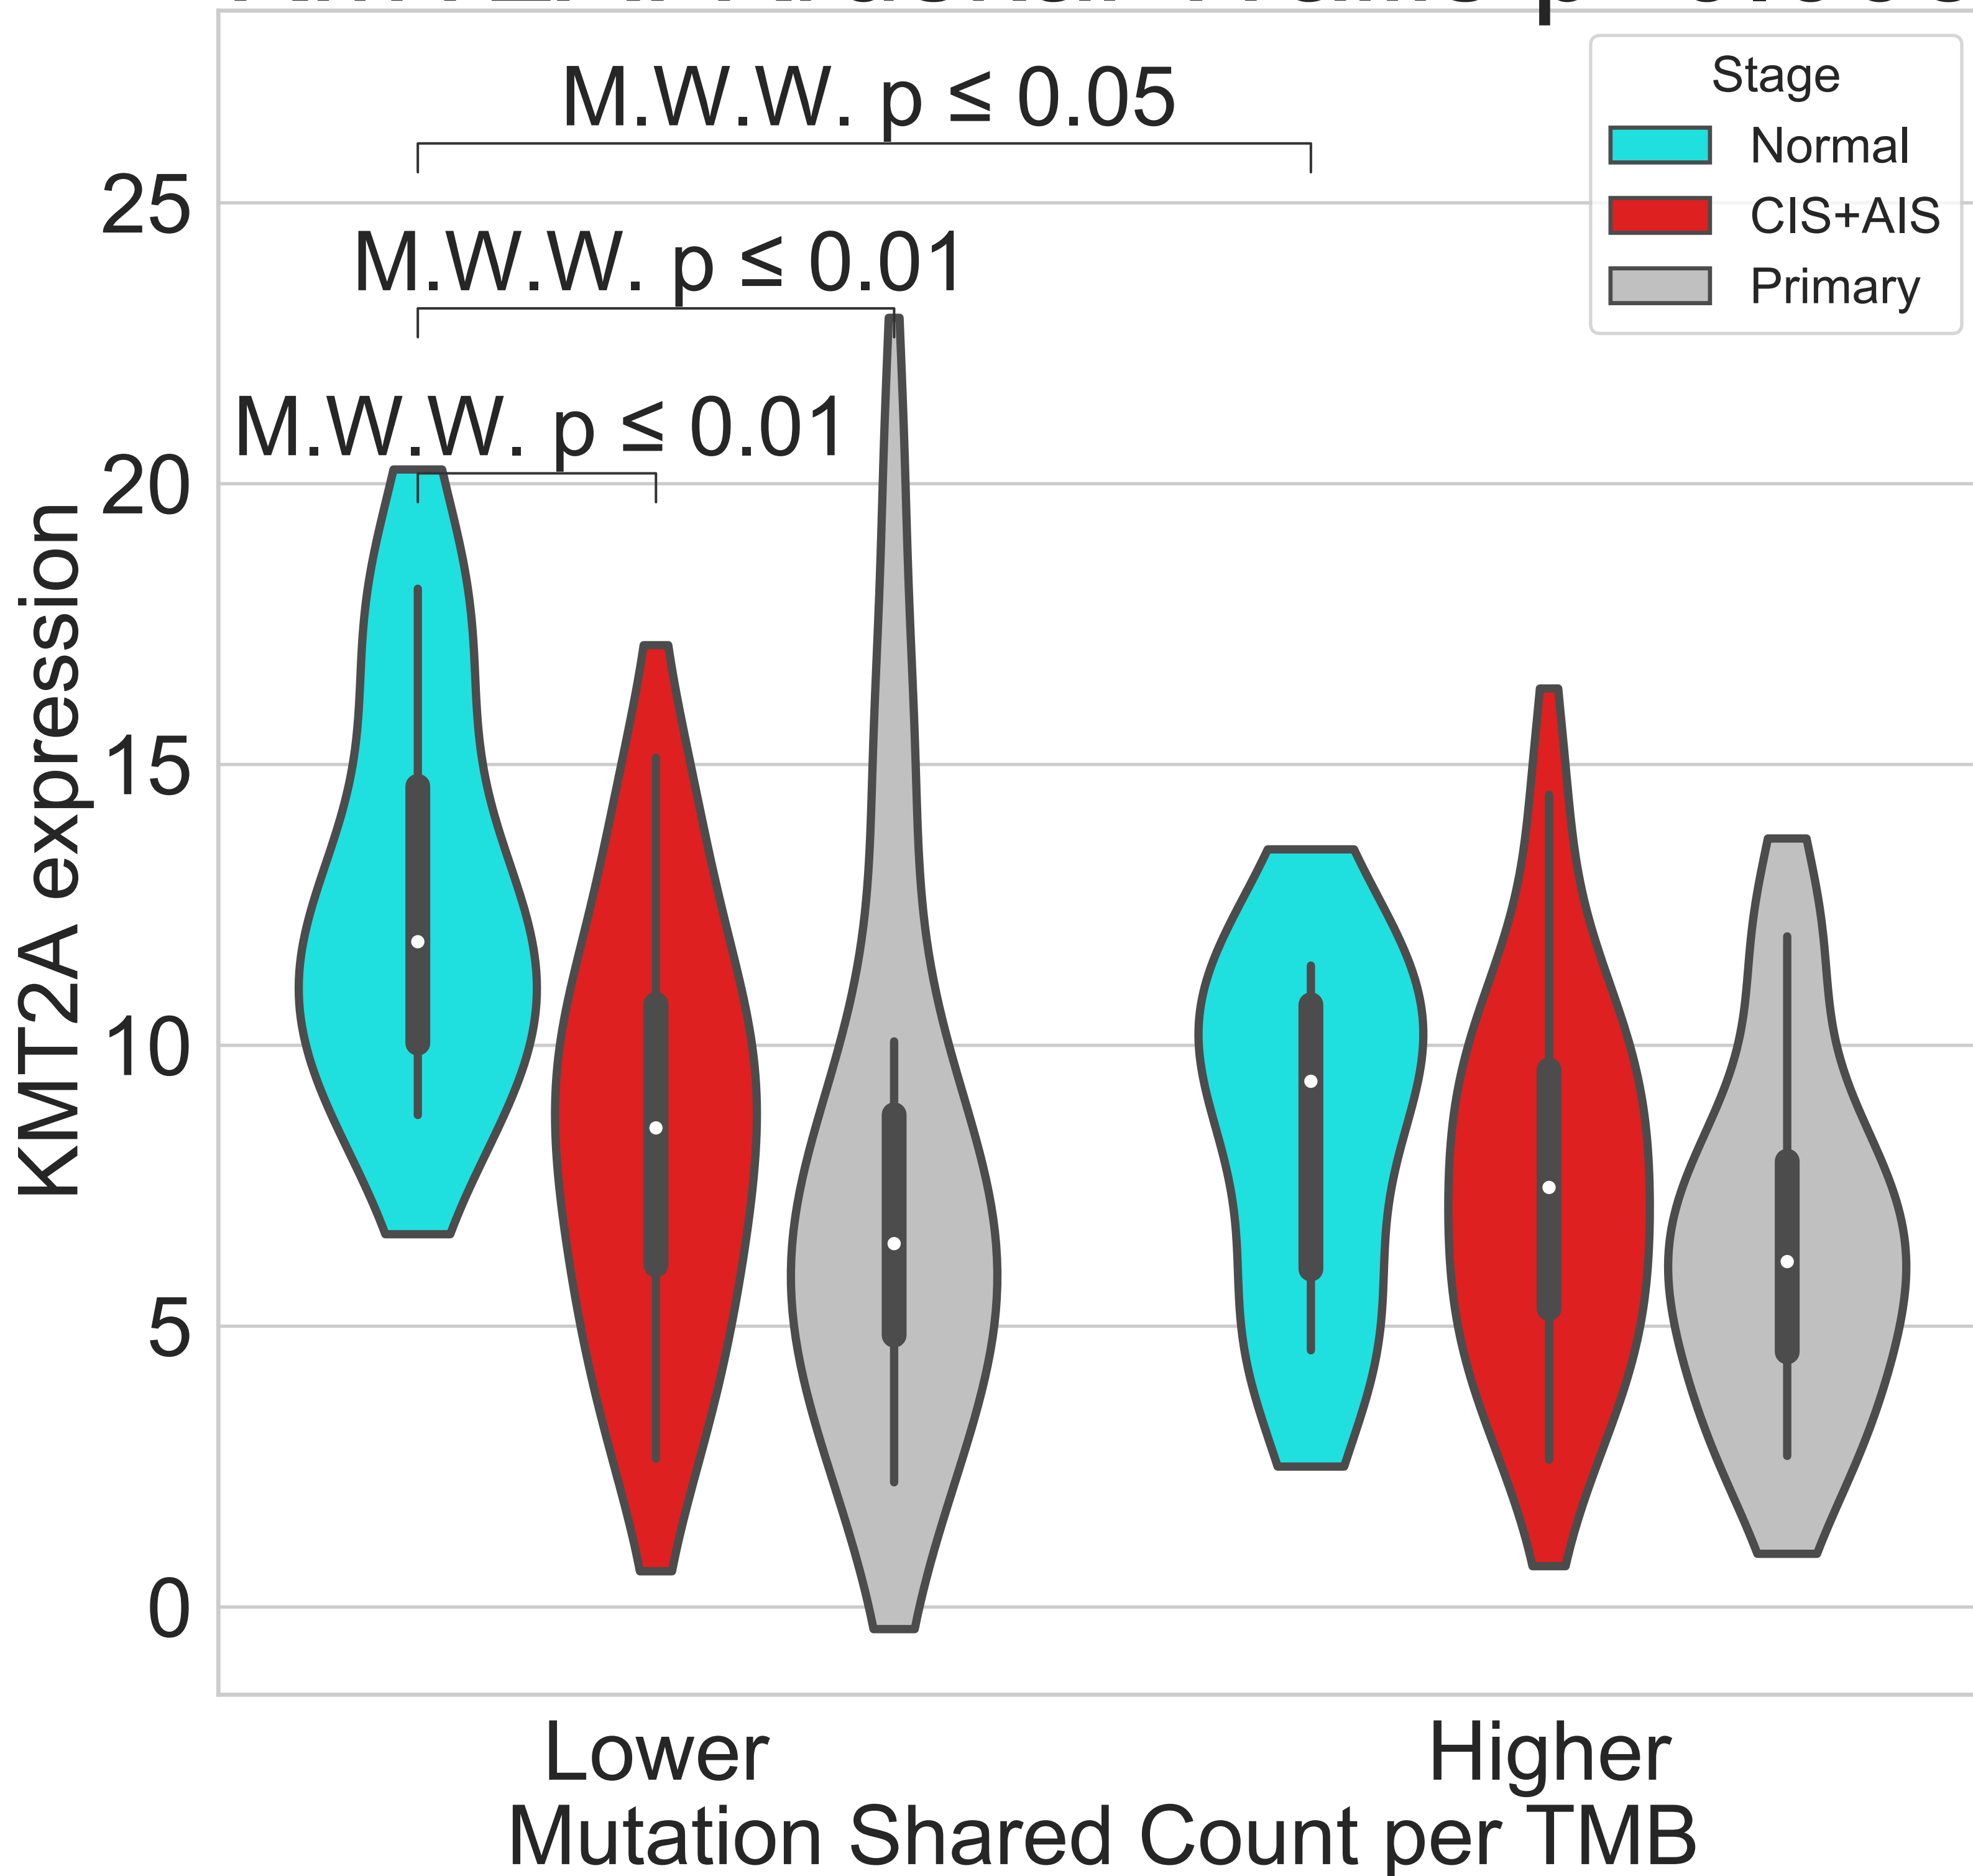 M.W.W. p ≤ 0.05
Stage
Normal
CIS+AIS
Primary
25
M.W.W. p ≤ 0.01
M.W.W. p ≤ 0.01
20
15
10
5
0
KMT2A expression
Lower
Higher
Mutation Shared Count per TMB